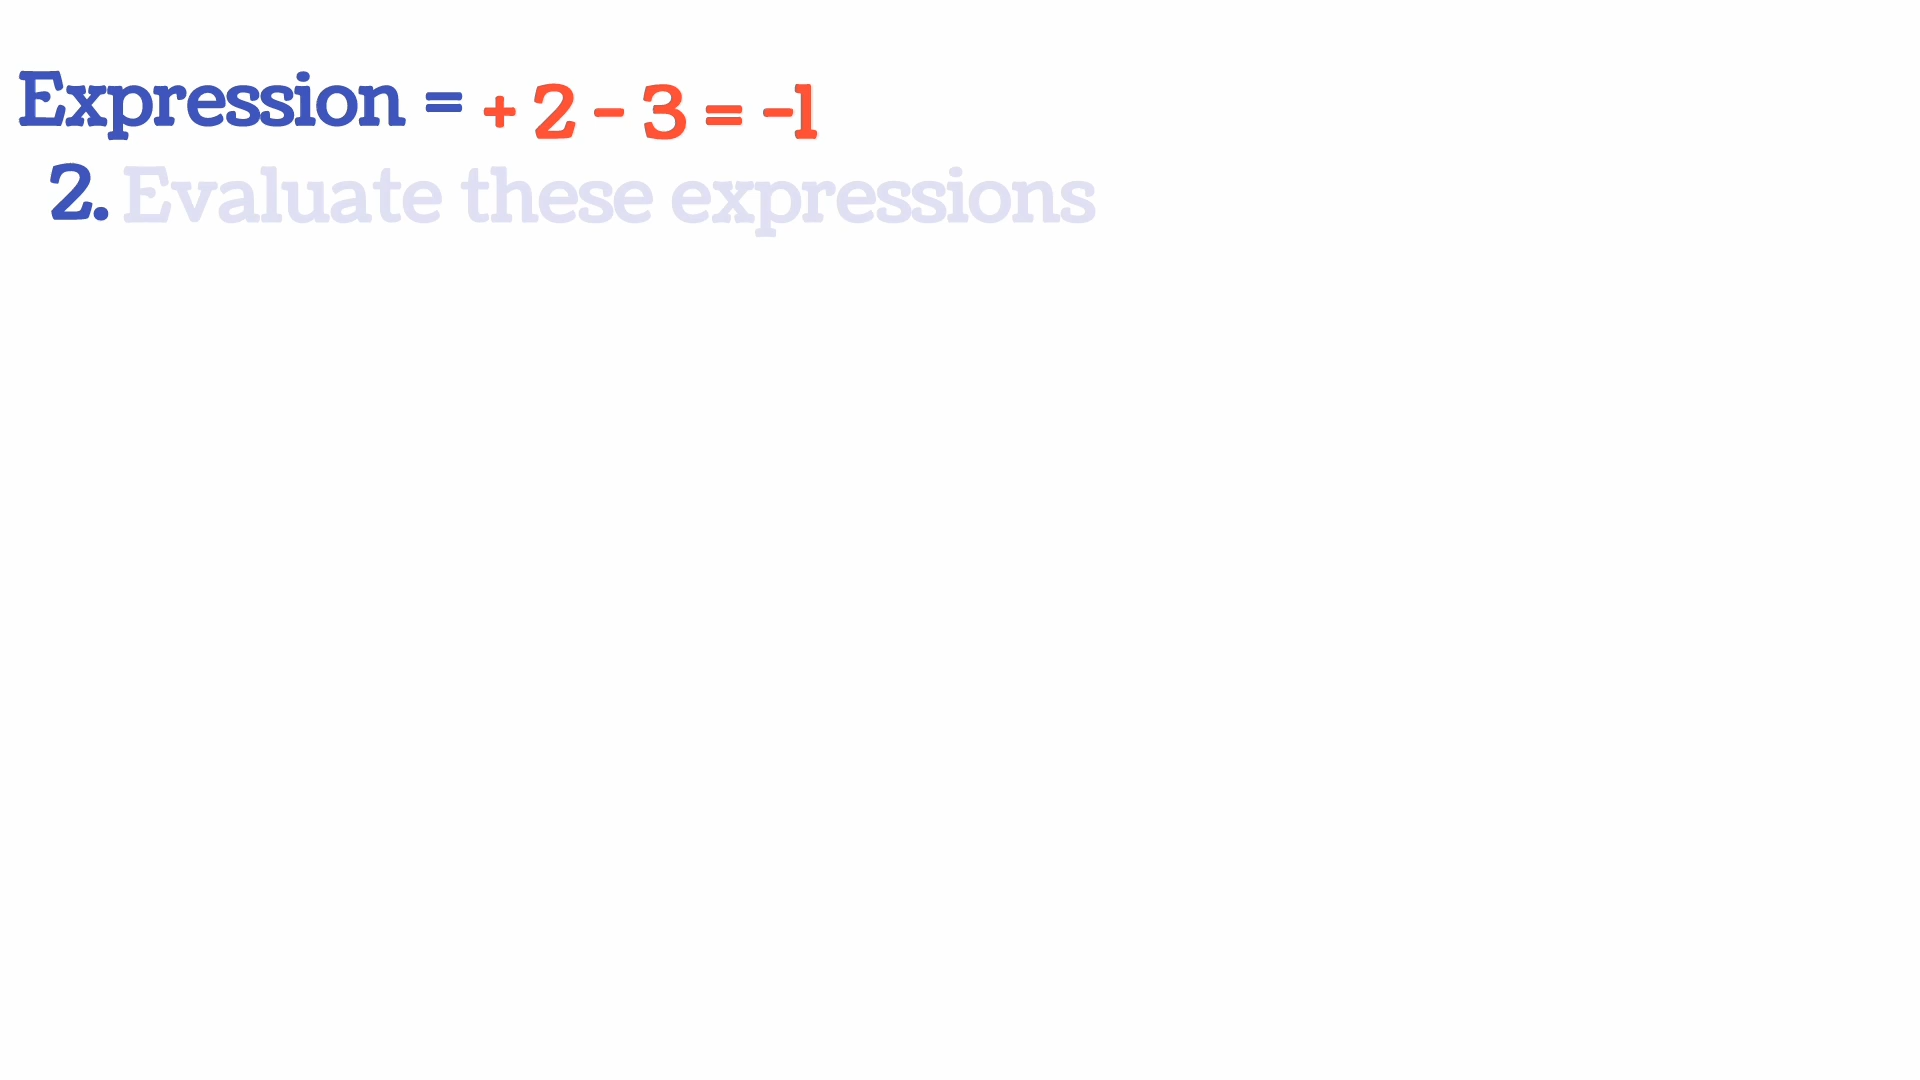 Expression = + 2 - 3 = -1
2. Evaluate these expressions